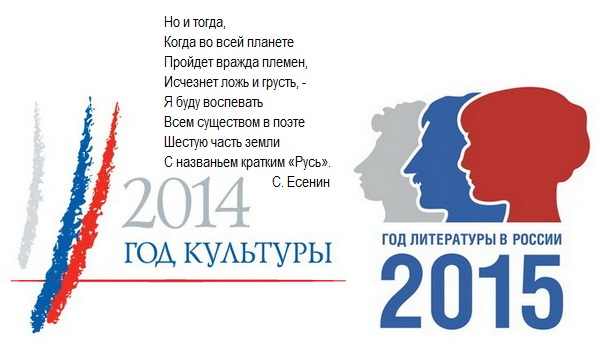 Но и тогда,
Когда во всей планете
Пройдет вражда племен,
Исчезнет ложь и грусть, -
Я буду воспевать
Всем существом в поэте
Шестую часть земли
С названьем кратким «Русь».
С. Есенин
2014
ГОД КУЛЬТУРЫ
ГОД ЛИТЕРАТУРЫ В РОССИИ
2015